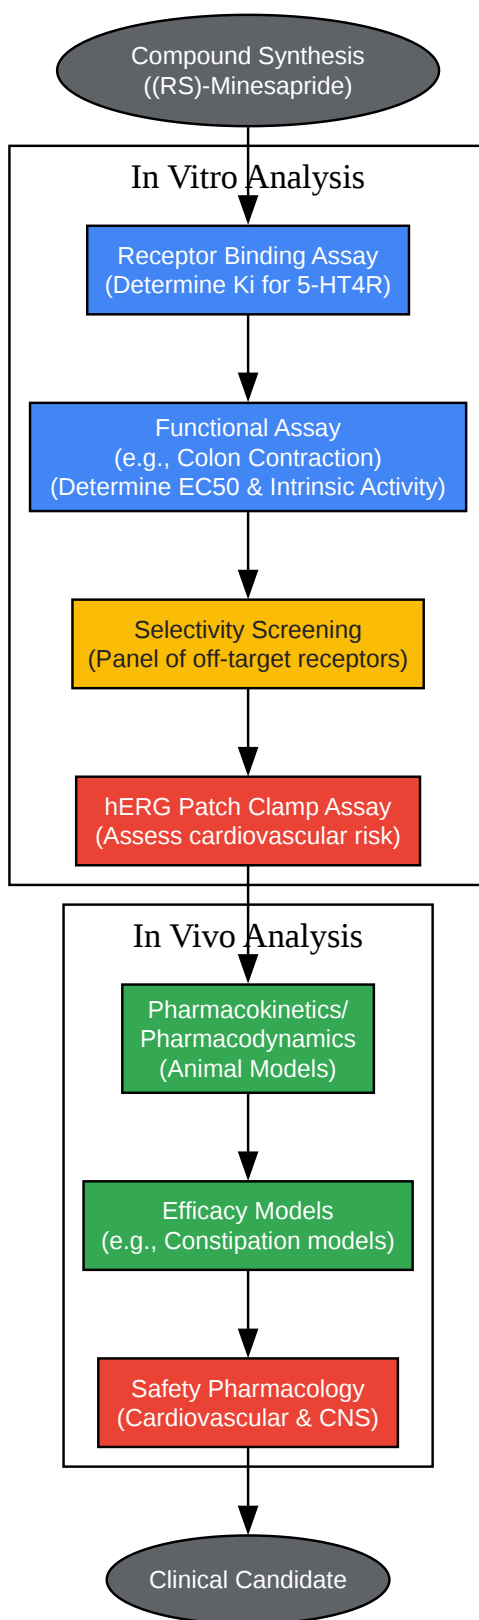 Compound Synthesis
((RS)-Minesapride)
In Vitro Analysis
Receptor Binding Assay
(Determine Ki for 5-HT4R)
Functional Assay
(e.g., Colon Contraction)
(Determine EC50 & Intrinsic Activity)
Selectivity Screening
(Panel of off-target receptors)
hERG Patch Clamp Assay
(Assess cardiovascular risk)
In Vivo Analysis
Pharmacokinetics/
Pharmacodynamics
(Animal Models)
Efficacy Models
(e.g., Constipation models)
Safety Pharmacology
(Cardiovascular & CNS)
Clinical Candidate